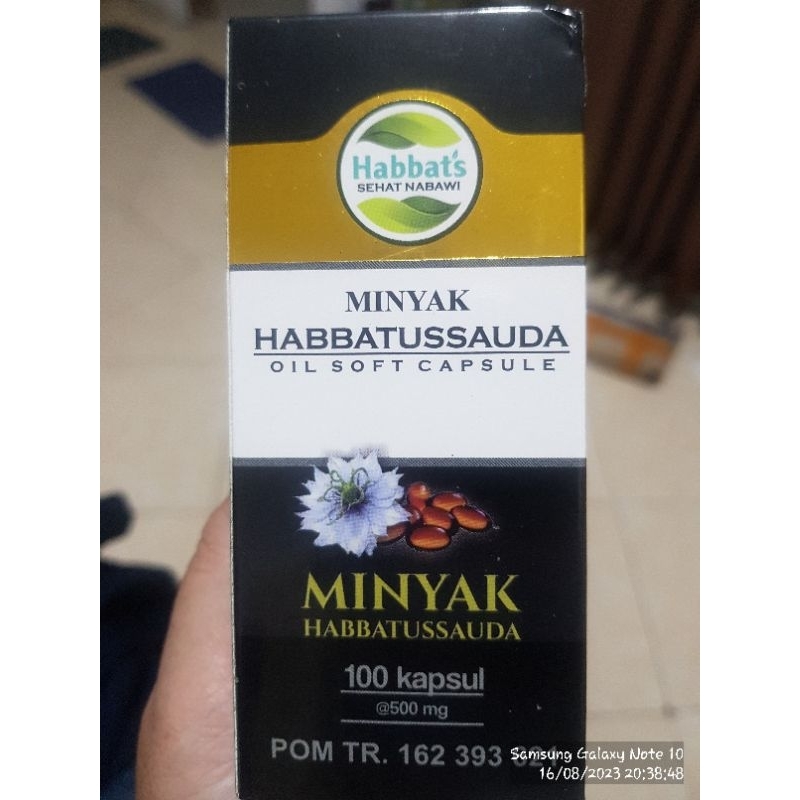 Habbat's
SEHAT NABAWI
MINYAK
HABBATUSSAUDA
OIL SOFT CAPSULE
MINYAK
HABBATUSSAUDA
100 kapsul
@500 mg
POM TR. 162 393
Samsung Galaxy Note 10
16/08/2023 20:38:48